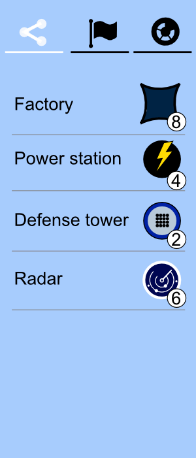 Factory
8
Power station
4
Defense tower
2
Radar
6